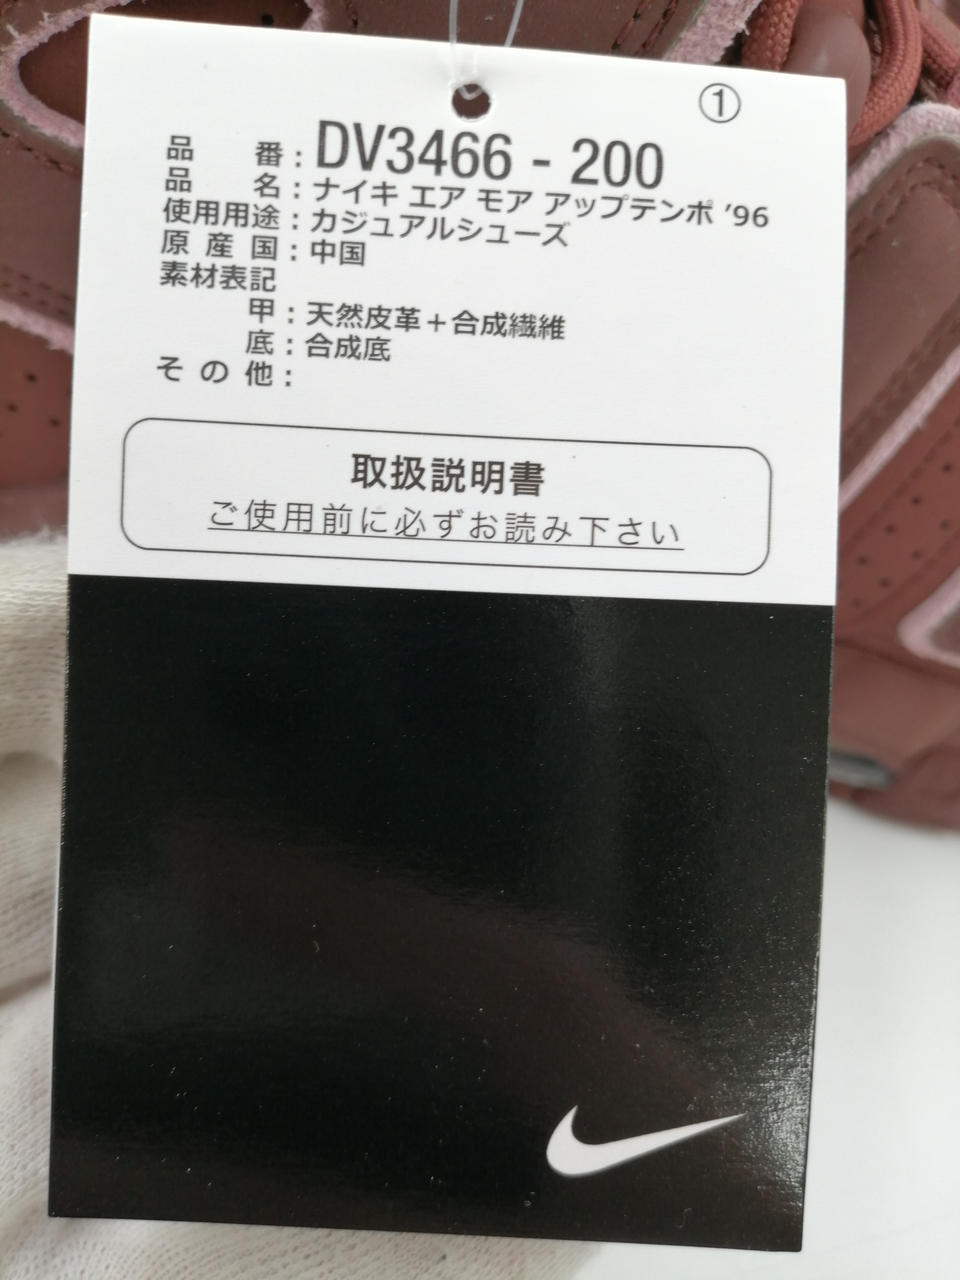 ①
品番：DV3466 - 200
品名：ナイキ エア モア アップテンポ ’96
使用用途：カジュアルシューズ
原産国：中国
素材表記
甲：天然皮革＋合成繊維
底：合成底
その他：
取扱説明書
ご使用前に必ずお読み下さい